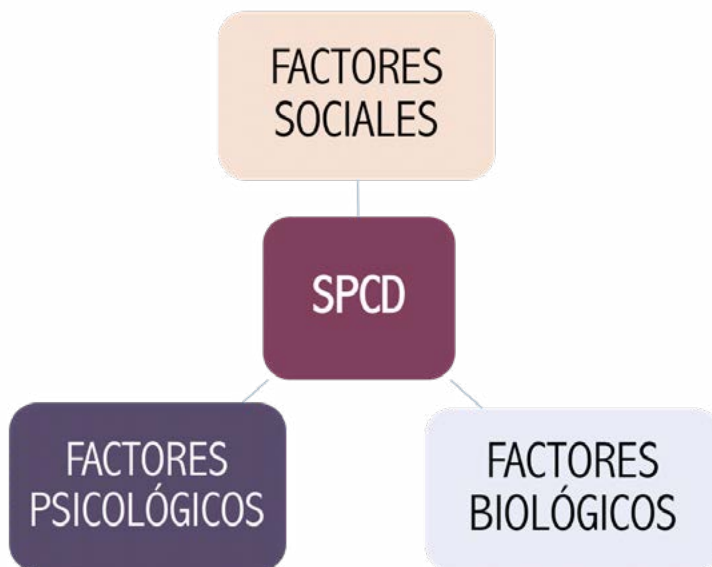 FACTORES
SOCIALES
SPCD
FACTORES
PSICOLÓGICOS
FACTORES
BIOLÓGICOS